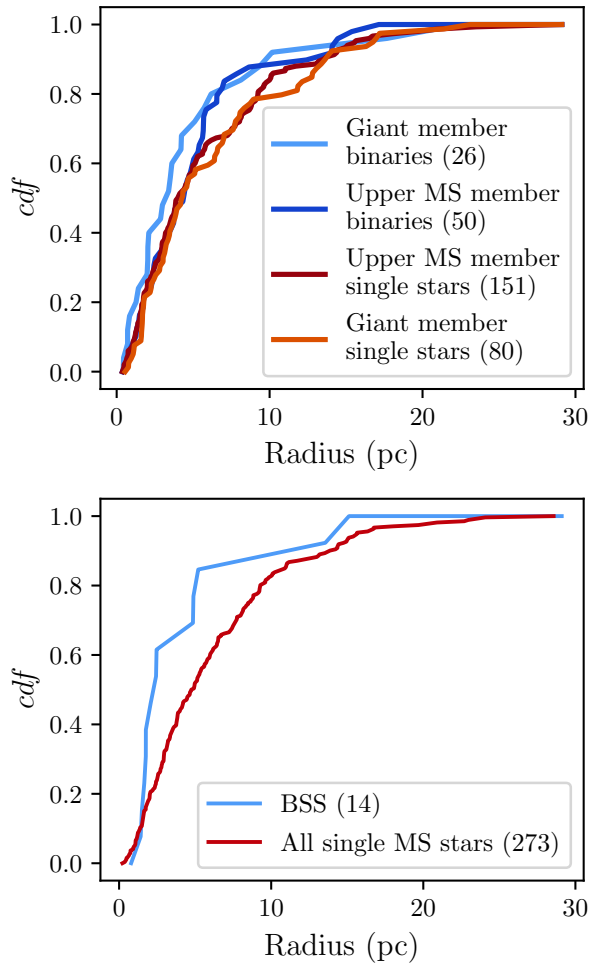 1.0
0.8
0.6
0.4
0.2
0.0
cdf
Giant member
binaries (26)
Upper MS member
binaries (50)
Upper MS member
single stars (151)
Giant member
single stars (80)
0 10 20 30
Radius (pc)
1.0
0.8
0.6
0.4
0.2
0.0
cdf
BSS (14)
All single MS stars (273)
0 10 20 30
Radius (pc)